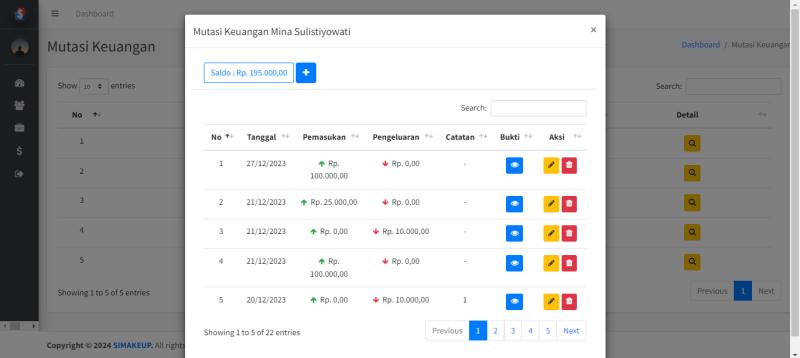 Dashboard
Mutasi Keuangan Mina Sulistiyowati
×
Mutasi Keuangan
Dashboard / Mutasi Keuangan
Saldo : Rp. 195.000,00
+
Show 10 entries
Search:
Search:
No
Detail
No Tanggal Pemasukan Pengeluaran Catatan Bukti Aksi
1
1 27/12/2023 Rp. 100.000,00 Rp. 0,00 -
2
2 21/12/2023 Rp. 25.000,00 Rp. 0,00 -
3
3 21/12/2023 Rp. 0,00 Rp. 10.000,00 -
4
4 21/12/2023 Rp. 100.000,00 Rp. 0,00 -
5
5 20/12/2023 Rp. 0,00 Rp. 10.000,00 1
Showing 1 to 5 of 5 entries
Previous 1 Next
Showing 1 to 5 of 22 entries
Previous 1 2 3 4 5 Next
Copyright © 2024 SIMAKEUP. All rights